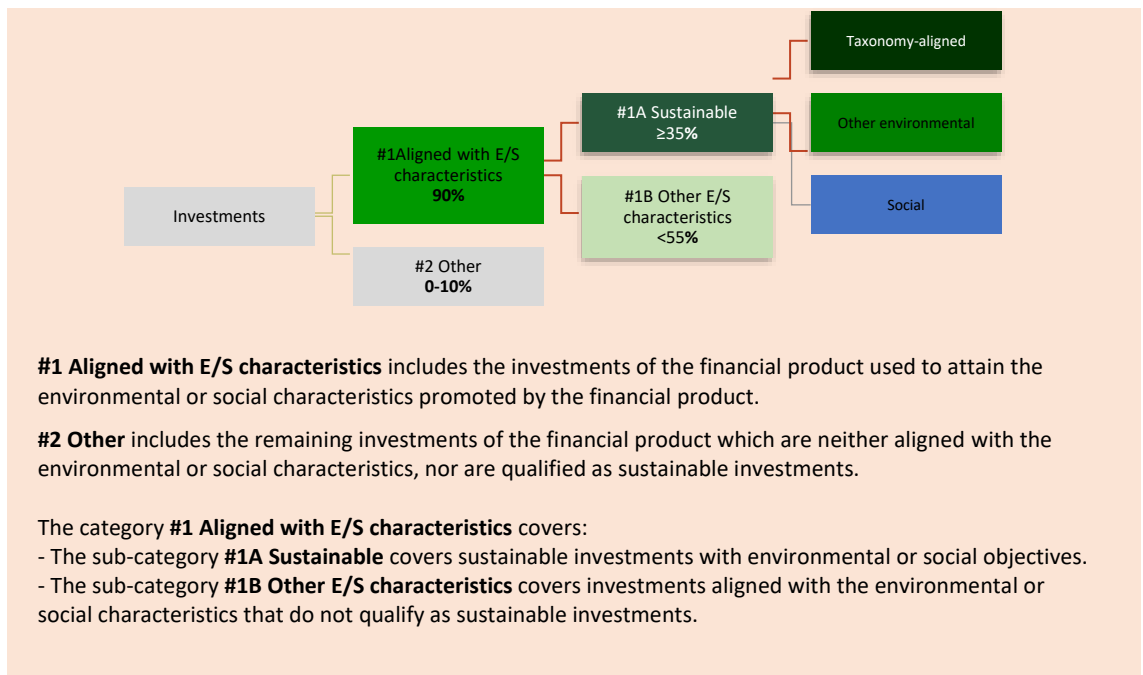 Taxonomy-aligned
#1A Sustainable
≥35%
Other environmental
#1Aligned with E/S
characteristics
90%
#1B Other E/S
characteristics
<55%
Investments
Social
#2 Other
0-10%
#1 Aligned with E/S characteristics includes the investments of the financial product used to attain the
environmental or social characteristics promoted by the financial product.
#2 Other includes the remaining investments of the financial product which are neither aligned with the
environmental or social characteristics, nor are qualified as sustainable investments.
The category #1 Aligned with E/S characteristics covers:
- The sub-category #1A Sustainable covers sustainable investments with environmental or social objectives.
- The sub-category #1B Other E/S characteristics covers investments aligned with the environmental or
social characteristics that do not qualify as sustainable investments.